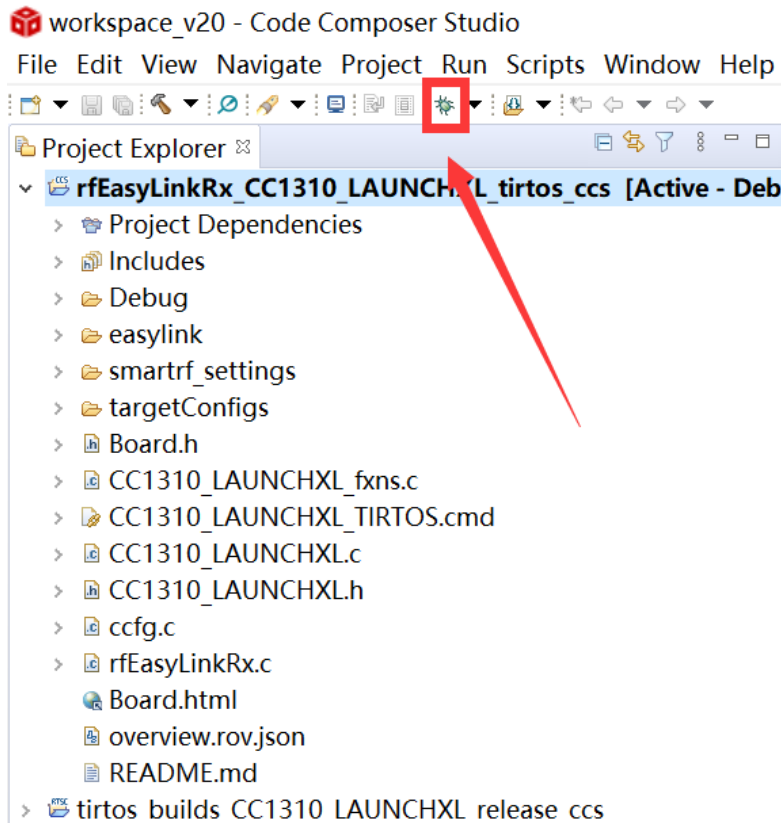 workspace_v20 - Code Composer Studio
File Edit View Navigate Project Run Scripts Window Help
Project Explorer
rfEasyLinkRx_CC1310_LAUNCHXL_tirtos_ccs [Active - Deb
Project Dependencies
Includes
Debug
easylink
smartrf_settings
targetConfigs
Board.h
CC1310_LAUNCHXL_fxns.c
CC1310_LAUNCHXL_TIRTOS.cmd
CC1310_LAUNCHXL.c
CC1310_LAUNCHXL.h
ccfg.c
rfEasyLinkRx.c
Board.html
overview.rov.json
README.md
tirtos_builds_CC1310_LAUNCHXL_release_ccs